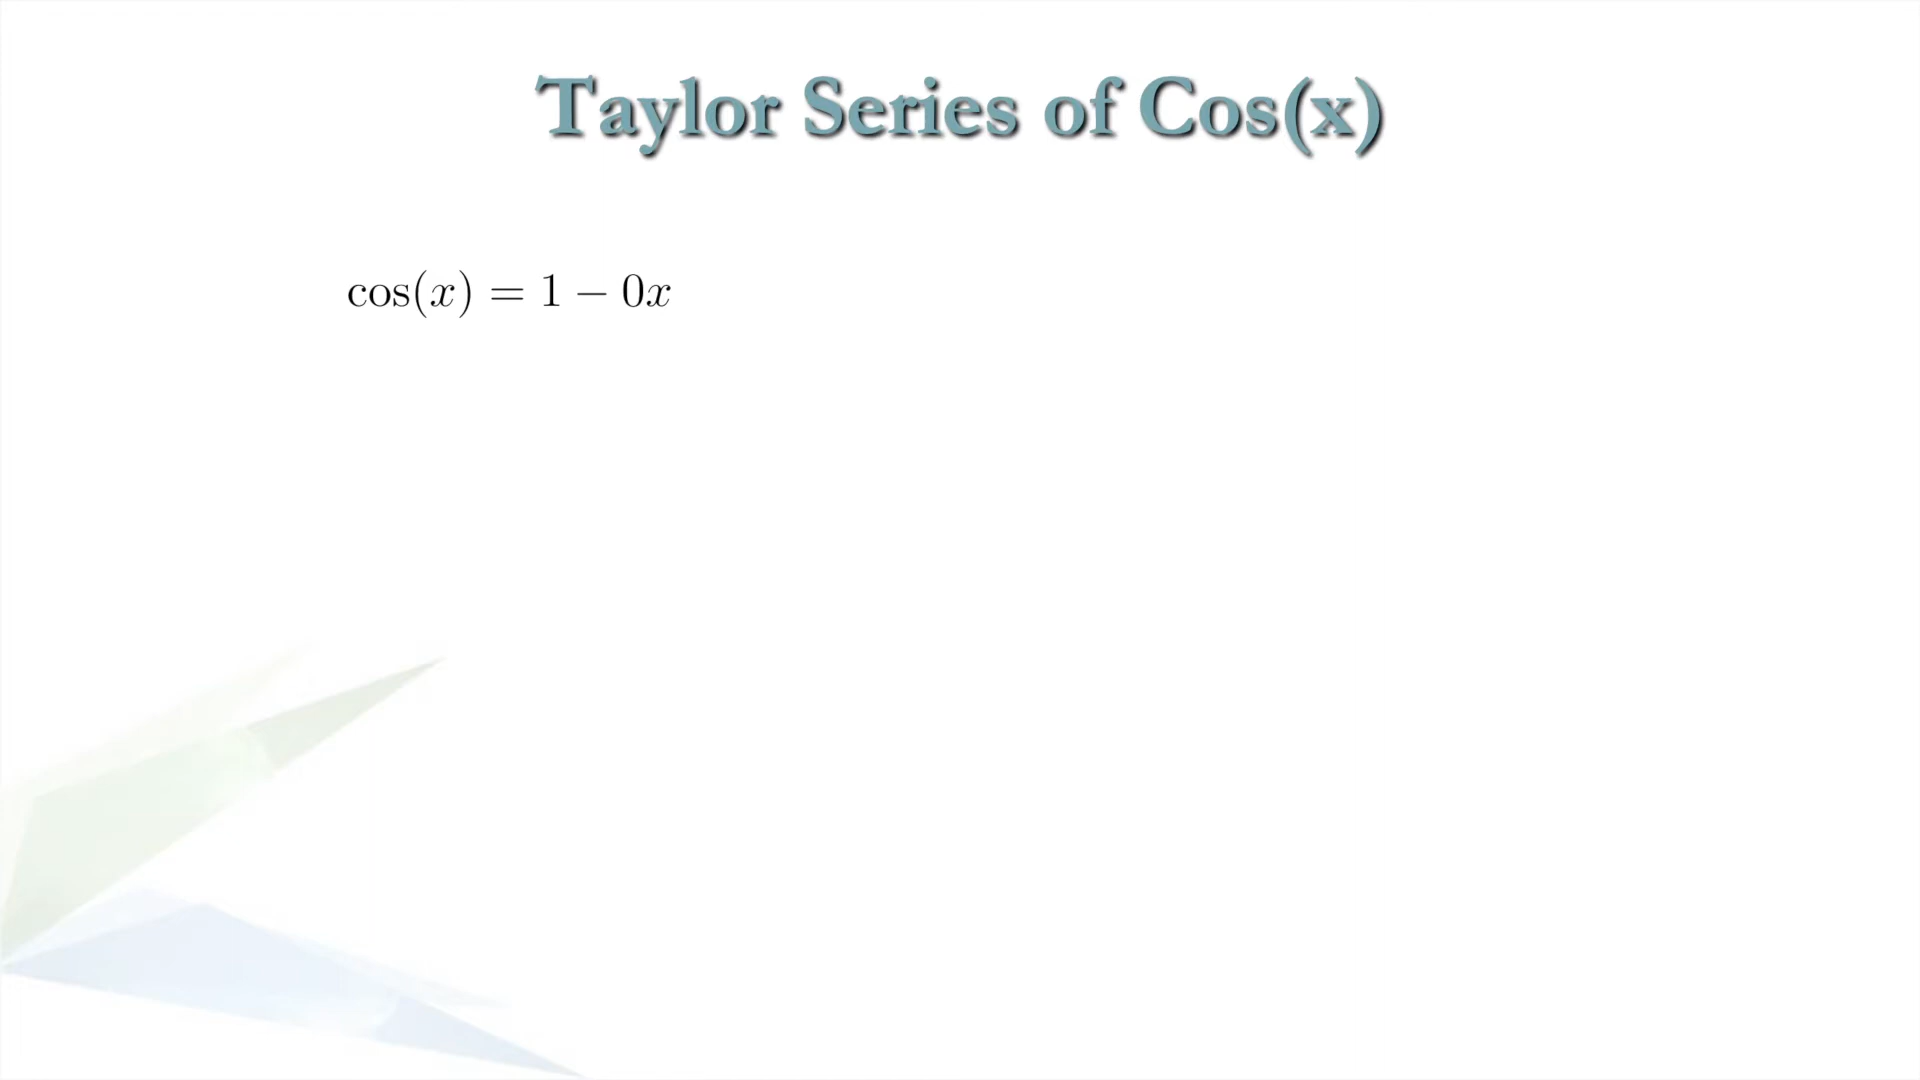 Taylor Series of Cos(x)
cos(x) = 1 − 0x